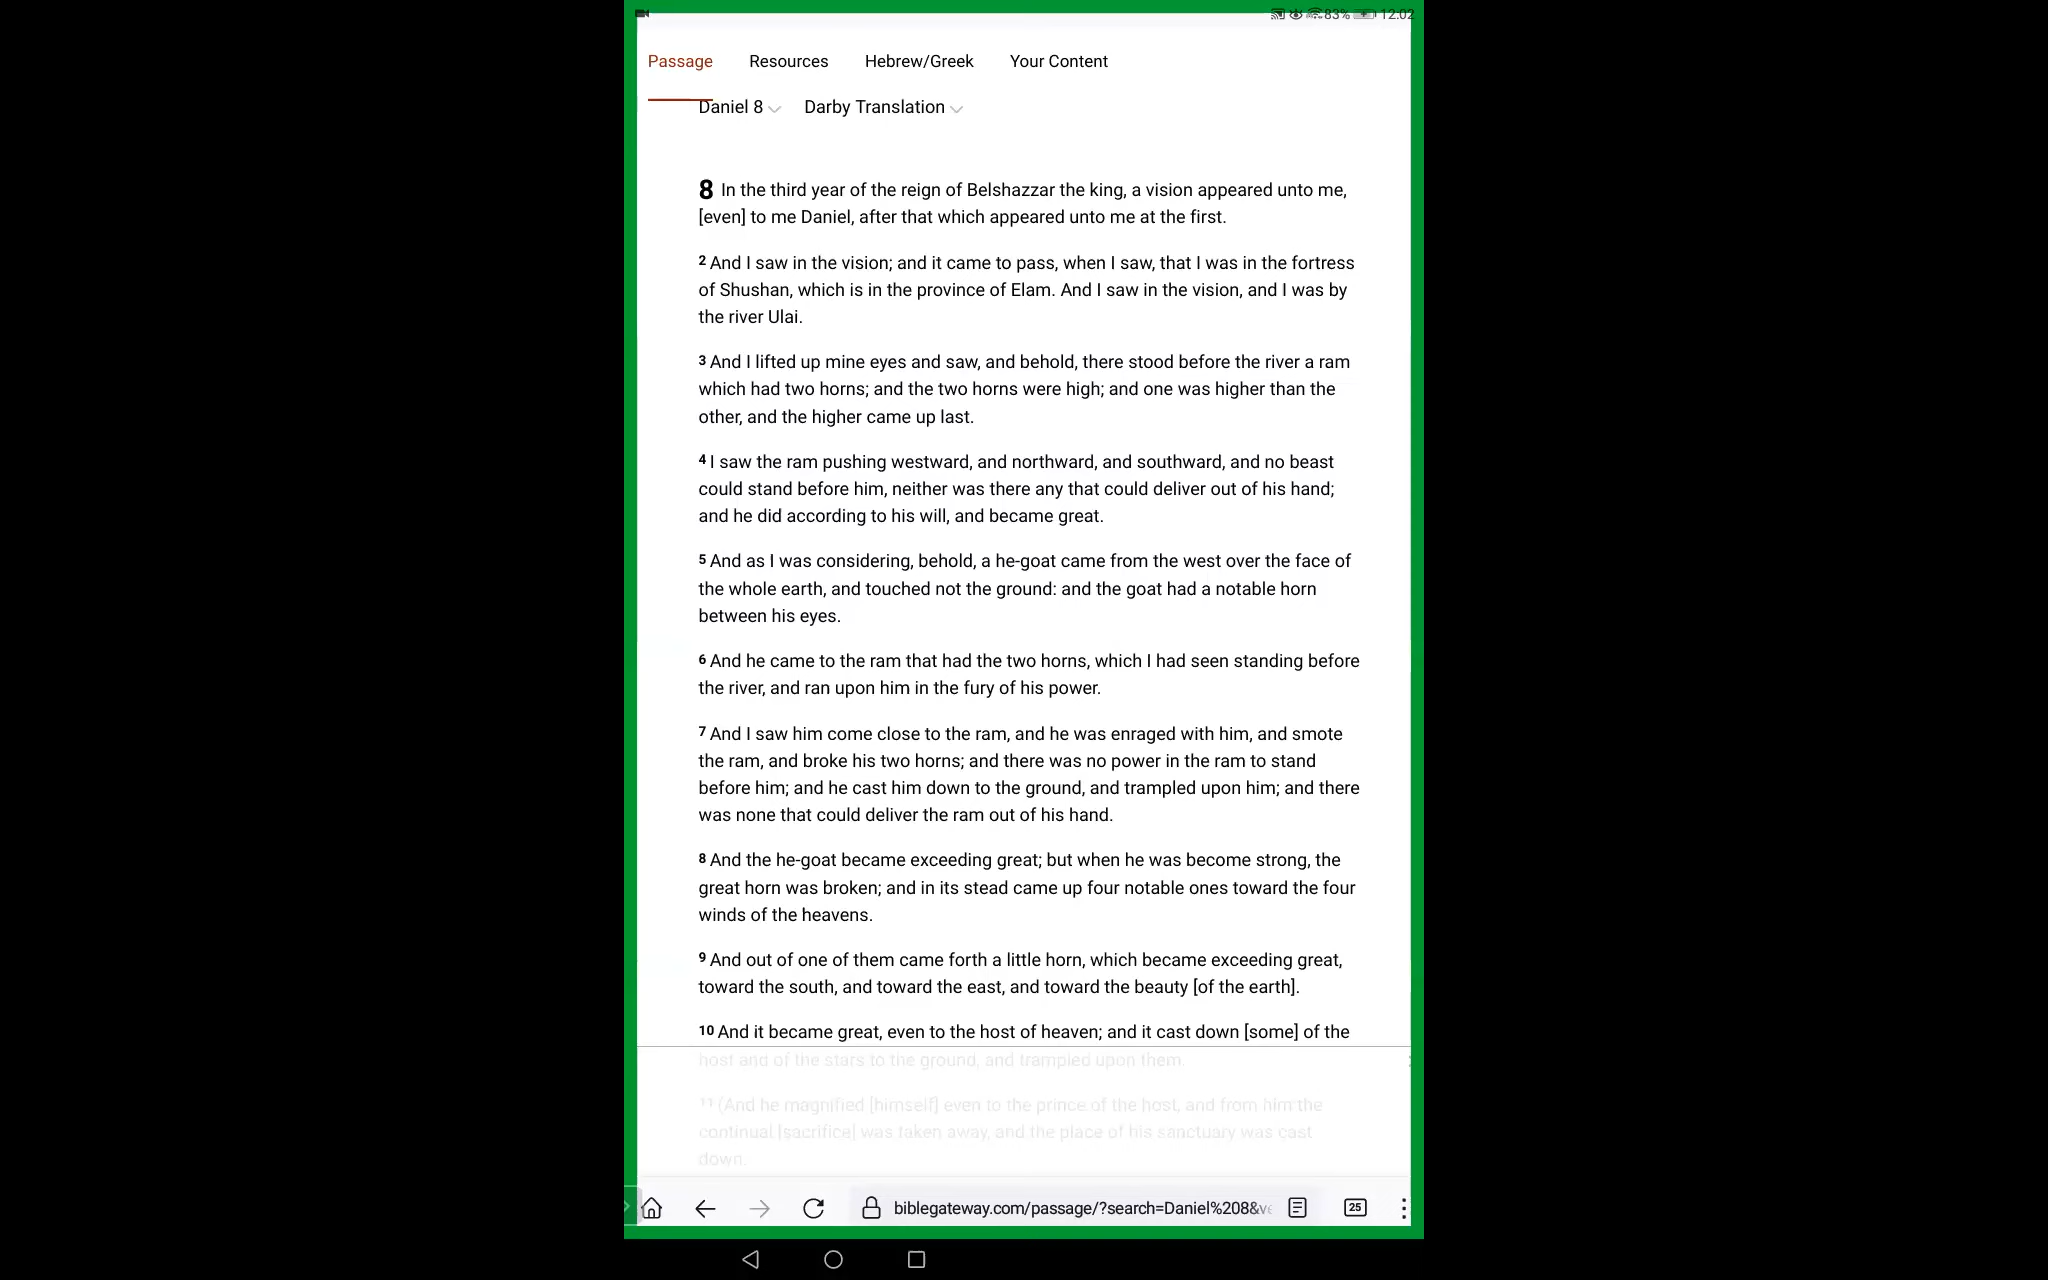 83% 12:02
Passage Resources Hebrew/Greek Your Content
Daniel 8 Darby Translation
8 In the third year of the reign of Belshazzar the king, a vision appeared unto me,
[even] to me Daniel, after that which appeared unto me at the first.
2 And I saw in the vision; and it came to pass, when I saw, that I was in the fortress
of Shushan, which is in the province of Elam. And I saw in the vision, and I was by
the river Ulai.
3 And I lifted up mine eyes and saw, and behold, there stood before the river a ram
which had two horns; and the two horns were high; and one was higher than the
other, and the higher came up last.
4 I saw the ram pushing westward, and northward, and southward, and no beast
could stand before him, neither was there any that could deliver out of his hand;
and he did according to his will, and became great.
5 And as I was considering, behold, a he-goat came from the west over the face of
the whole earth, and touched not the ground: and the goat had a notable horn
between his eyes.
6 And he came to the ram that had the two horns, which I had seen standing before
the river, and ran upon him in the fury of his power.
7 And I saw him come close to the ram, and he was enraged with him, and smote
the ram, and broke his two horns; and there was no power in the ram to stand
before him; and he cast him down to the ground, and trampled upon him; and there
was none that could deliver the ram out of his hand.
8 And the he-goat became exceeding great; but when he was become strong, the
great horn was broken; and in its stead came up four notable ones toward the four
winds of the heavens.
9 And out of one of them came forth a little horn, which became exceeding great,
toward the south, and toward the east, and toward the beauty [of the earth].
10 And it became great, even to the host of heaven; and it cast down [some] of the
host and of the stars to the ground, and trampled upon them.
11 (And he magnified [himself] even to the prince of the host, and from him the
continual [sacrifice] was taken away, and the place of his sanctuary was cast
down.
biblegateway.com/passage/?search=Daniel%208&ve 25